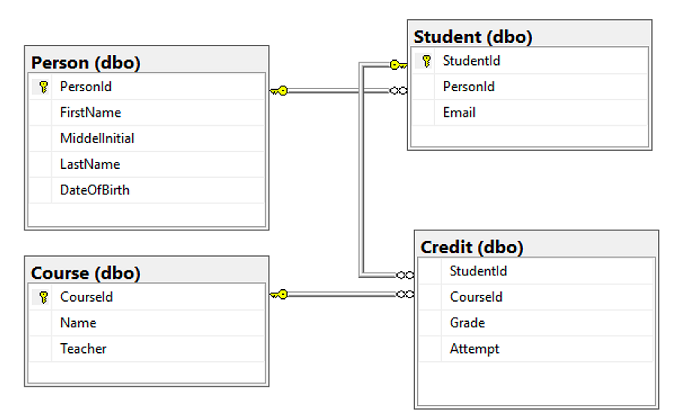 Person (dbo)
PersonId
FirstName
MiddelInitial
LastName
DateOfBirth
Student (dbo)
StudentId
PersonId
Email
Course (dbo)
CourseId
Name
Teacher
Credit (dbo)
StudentId
CourseId
Grade
Attempt